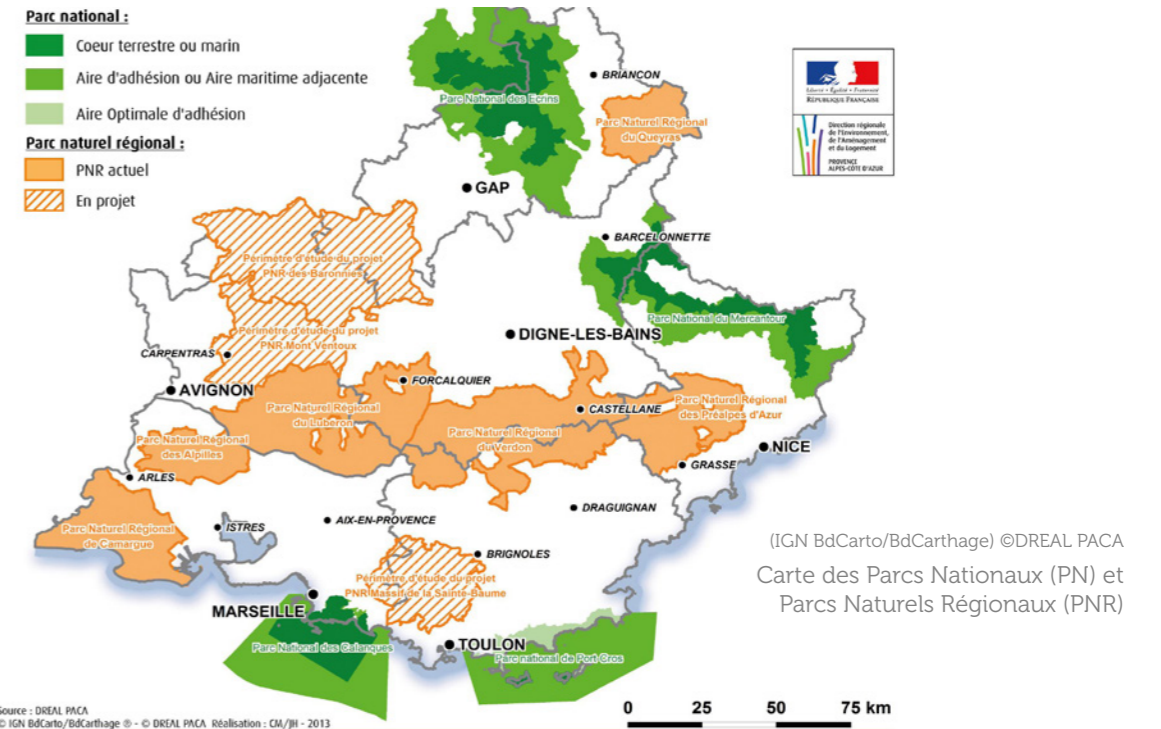 Parc national :
Coeur terrestre ou marin
Aire d'adhésion ou Aire maritime adjacente
Aire Optimale d'adhésion
Parc naturel régional :
PNR actuel
En projet
BRIANÇON
Parc National des Ecrins
Parc Naturel Régional
du Queyras
Liberté • Égalité • Fraternité
RÉPUBLIQUE FRANÇAISE
Direction régionale
de l'Environnement,
de l'Aménagement
et du Logement
PROVENCE
ALPES-CÔTE D'AZUR
GAP
BARCELONNETTE
Périmètre d'étude du projet
PNR des Baronnies
Parc National du Mercantour
Périmètre d'étude du projet
PNR Mont Ventoux
DIGNE-LES-BAINS
CARPENTRAS
AVIGNON
FORCALQUIER
Parc Naturel Régional
du Luberon
CASTELLANE
Parc Naturel Régional
des Préalpes d'Azur
Parc Naturel Régional
des Alpilles
Parc Naturel Régional
du Verdon
NICE
GRASSE
ARLES
DRAGUIGNAN
Parc Naturel Régional
de Camargue
ISTRES
AIX-EN-PROVENCE
BRIGNOLES
(IGN BdCarto/BdCarthage) ©DREAL PACA
Carte des Parcs Nationaux (PN) et
Parcs Naturels Régionaux (PNR)
Périmètre d'étude du projet
PNR Massif de la Sainte-Baume
MARSEILLE
Parc National des Calanques
TOULON
Parc national de Port Cros
Source : DREAL PACA
© IGN BdCarto/BdCarthage ® - © DREAL PACA Réalisation : CM/JH - 2013
0 25 50 75 km